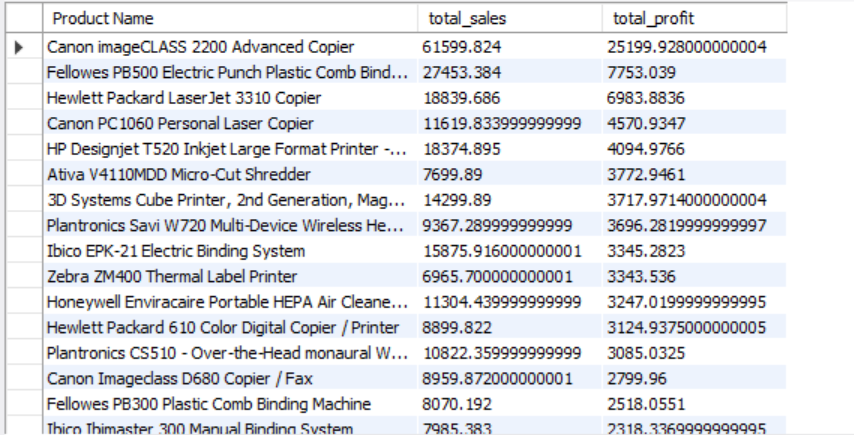 Product Name total_sales total_profit
Canon imageCLASS 2200 Advanced Copier 61599.824 25199.928000000004
Fellowes PB500 Electric Punch Plastic Comb Bind... 27453.384 7753.039
Hewlett Packard LaserJet 3310 Copier 18839.686 6983.8836
Canon PC1060 Personal Laser Copier 11619.833999999999 4570.9347
HP Designjet T520 Inkjet Large Format Printer -... 18374.895 4094.9766
Ativa V4110MDD Micro-Cut Shredder 7699.89 3772.9461
3D Systems Cube Printer, 2nd Generation, Mag... 14299.89 3717.9714000000004
Plantronics Savi W720 Multi-Device Wireless He... 9367.289999999999 3696.2819999999997
Ibico EPK-21 Electric Binding System 15875.916000000001 3345.2823
Zebra ZM400 Thermal Label Printer 6965.700000000001 3343.536
Honeywell Enviracaire Portable HEPA Air Cleane... 11304.439999999999 3247.0199999999995
Hewlett Packard 610 Color Digital Copier / Printer 8899.822 3124.9375000000005
Plantronics CS510 - Over-the-Head monaural W... 10822.359999999999 3085.0325
Canon Imageclass D680 Copier / Fax 8959.872000000001 2799.96
Fellowes PB300 Plastic Comb Binding Machine 8070.192 2518.0551
Ibico Ibimaster 300 Manual Binding System 7985.383 2318.3369999999995